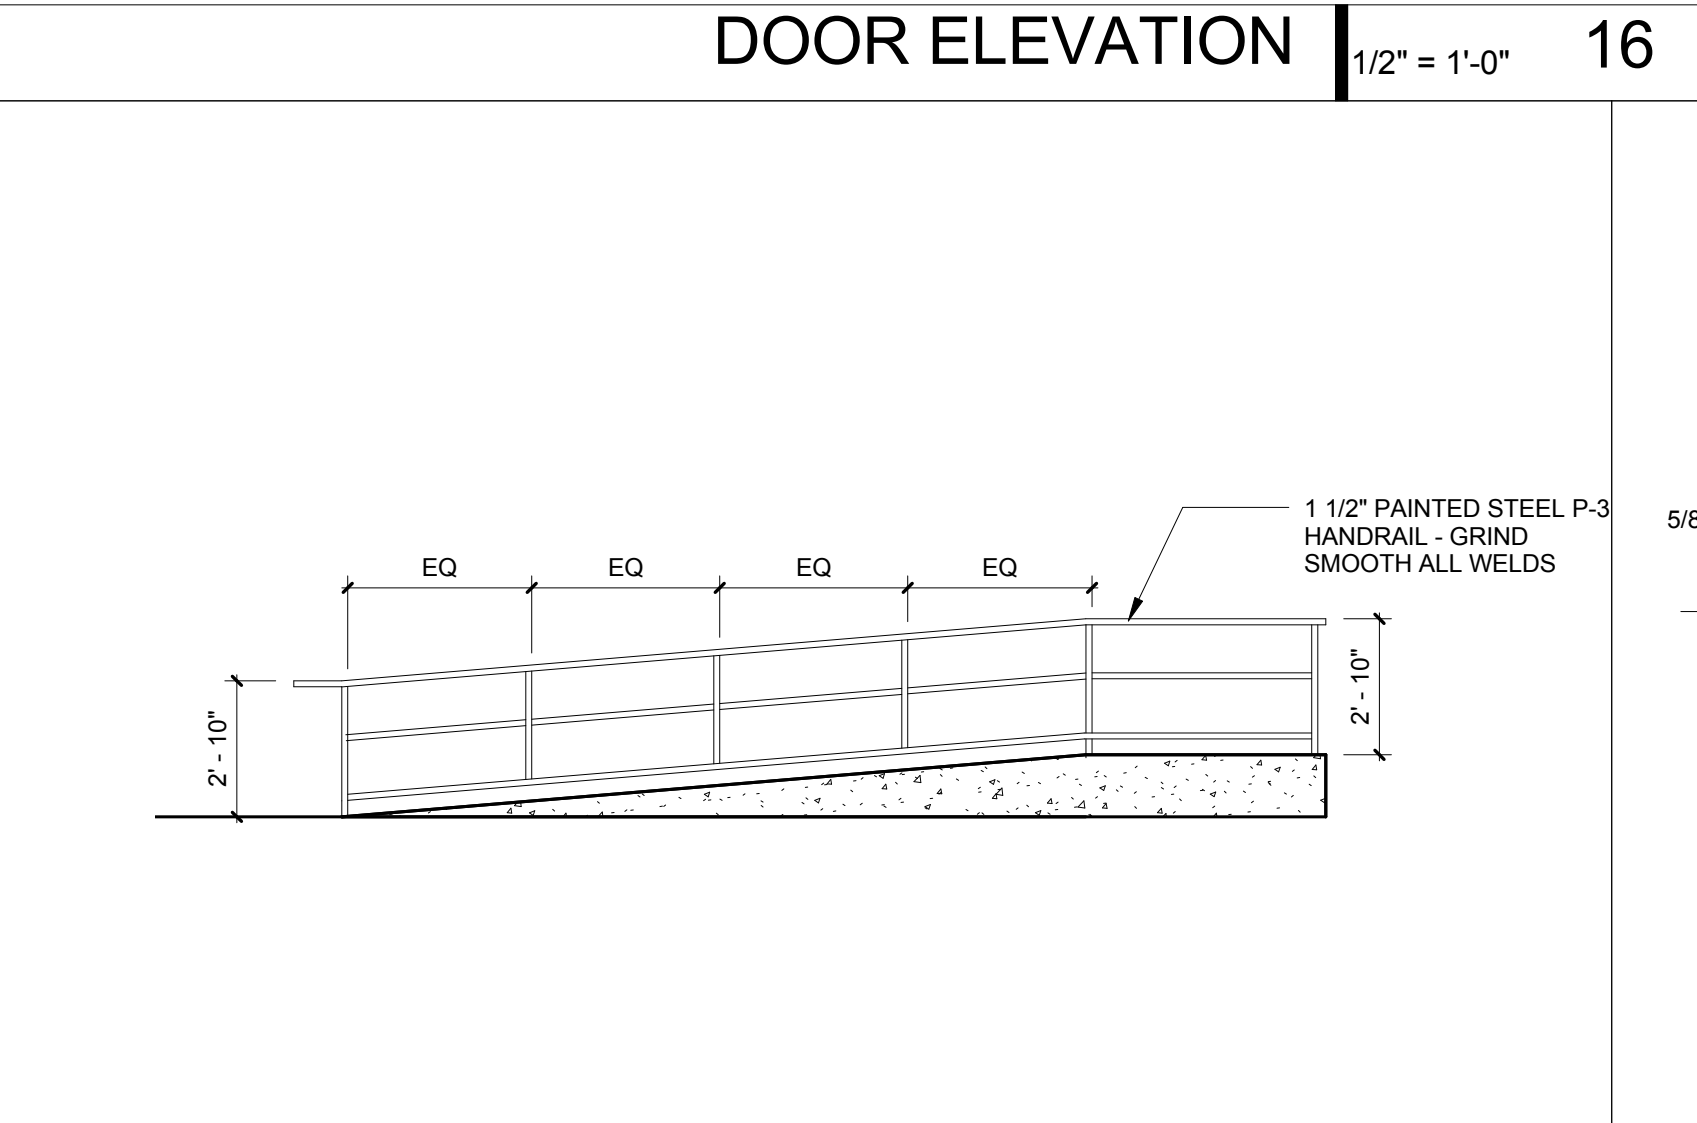 DOOR ELEVATION
1/2" = 1'-0"
16
1 1/2" PAINTED STEEL P-3
HANDRAIL - GRIND
SMOOTH ALL WELDS
5/8
EQ EQ EQ EQ
2' - 10"
2' - 10"